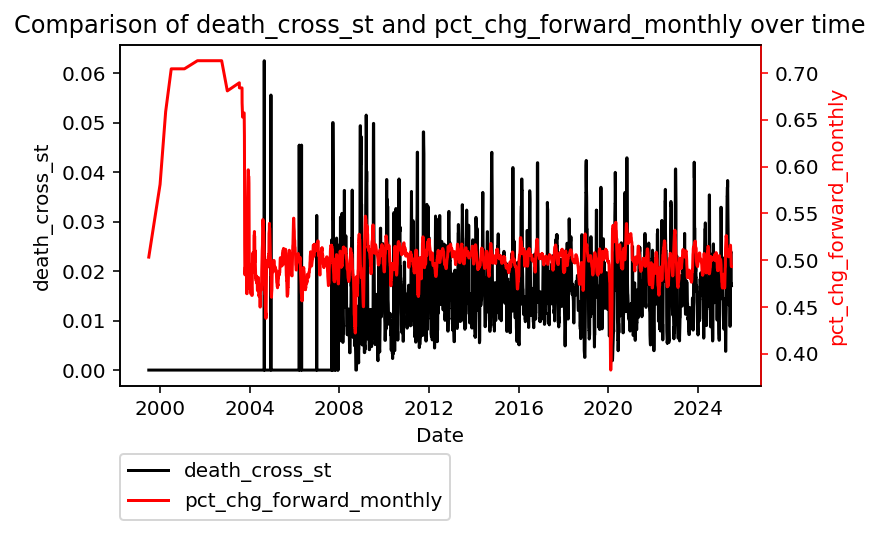 Comparison of death_cross_st and pct_chg_forward_monthly over time
death_cross_st
0.06
0.05
0.04
0.03
0.02
0.01
0.00
0.70
0.65
0.60
0.55
0.50
0.45
0.40
pct_chg_forward_monthly
2000 2004 2008 2012 2016 2020 2024
Date
death_cross_st
pct_chg_forward_monthly